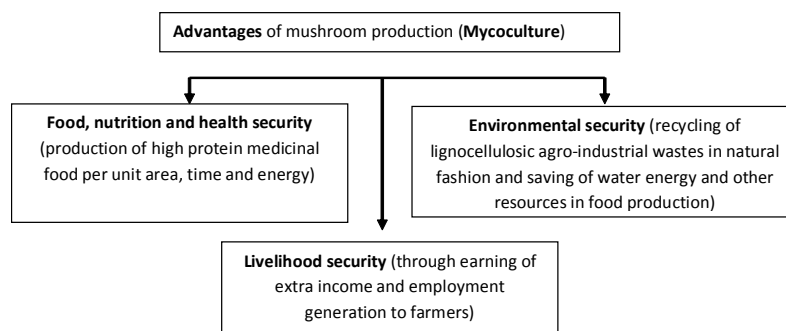 Advantages of mushroom production (Mycoculture)
Food, nutrition and health security
(production of high protein medicinal
food per unit area, time and energy)
Environmental security (recycling of
lignocellulosic agro-industrial wastes in natural
fashion and saving of water energy and other
resources in food production)
Livelihood security (through earning of
extra income and employment
generation to farmers)